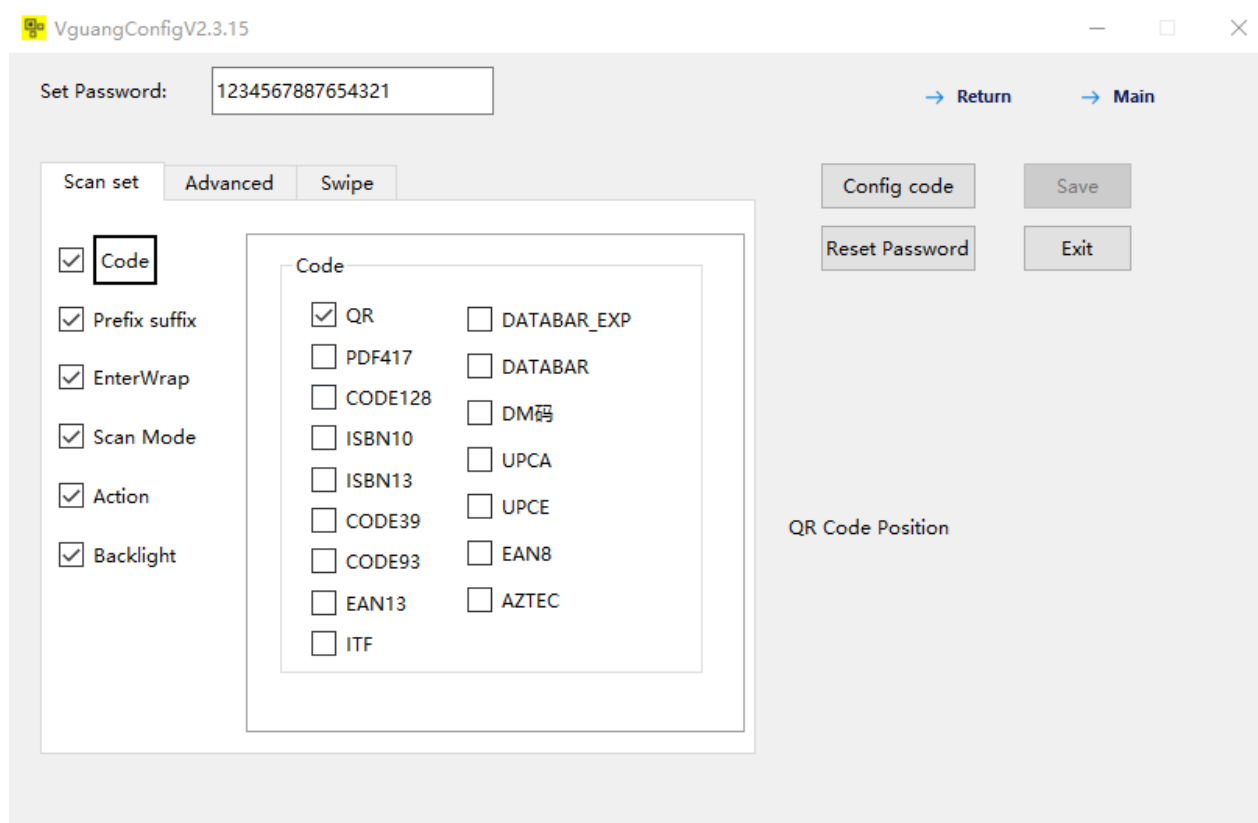 VguangConfigV2.3.15
Set Password: 1234567887654321
→ Return → Main
Scan set Advanced Swipe
Config code Save
Reset Password Exit
Code
Prefix suffix
EnterWrap
Scan Mode
Action
Backlight
Code
QR
PDF417
CODE128
ISBN10
ISBN13
CODE39
CODE93
EAN13
ITF
DATABAR_EXP
DATABAR
DM码
UPCA
UPCE
EAN8
AZTEC
QR Code Position